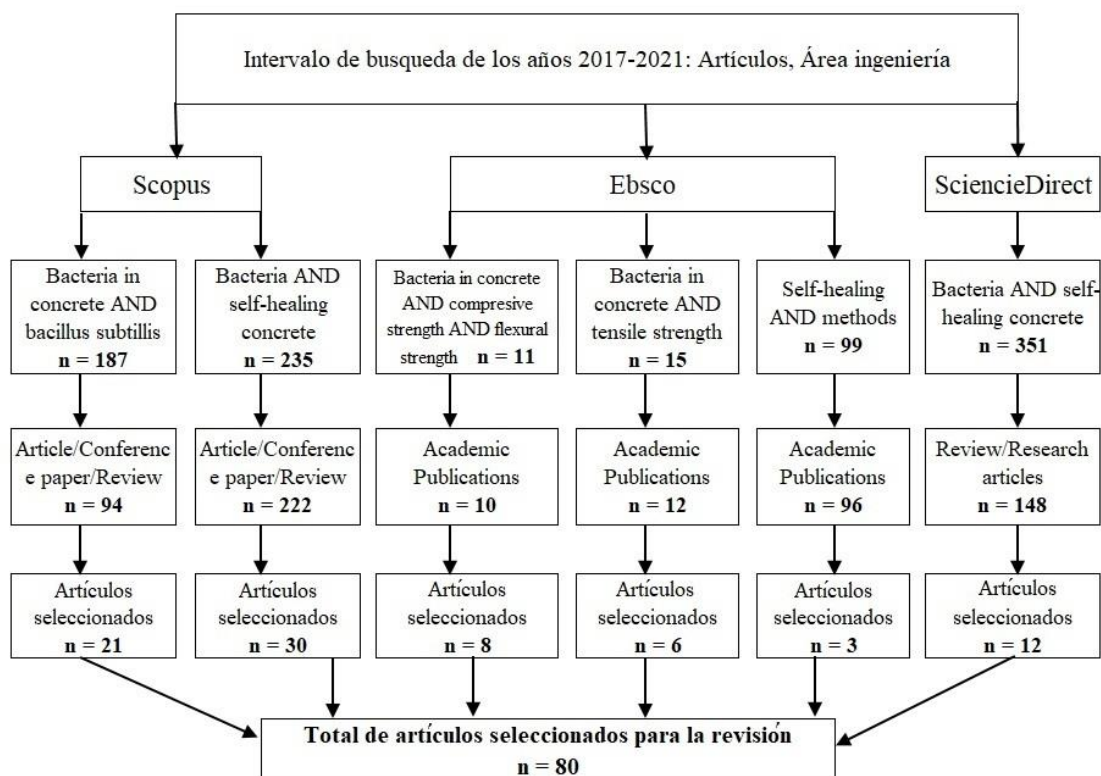 Intervalo de busqueda de los años 2017-2021: Artículos, Área ingeniería
Scopus
Ebsco
SciencieDirect
Bacteria in
concrete AND
bacillus subtillis
n = 187
Bacteria AND
self-healing
concrete
n = 235
Bacteria in concrete
AND compresive
strength AND flexural
strength n = 11
Bacteria in
concrete AND
tensile strength
n = 15
Self-healing
AND methods
n = 99
Bacteria AND self-
healing concrete
n = 351
Article/Conferenc
e paper/Review
n = 94
Article/Conferenc
e paper/Review
n = 222
Academic
Publications
n = 10
Academic
Publications
n = 12
Academic
Publications
n = 96
Review/Research
articles
n = 148
Artículos
seleccionados
n = 21
Artículos
seleccionados
n = 30
Artículos
seleccionados
n = 8
Artículos
seleccionados
n = 6
Artículos
seleccionados
n = 3
Artículos
seleccionados
n = 12
Total de artículos seleccionados para la revisión
n = 80